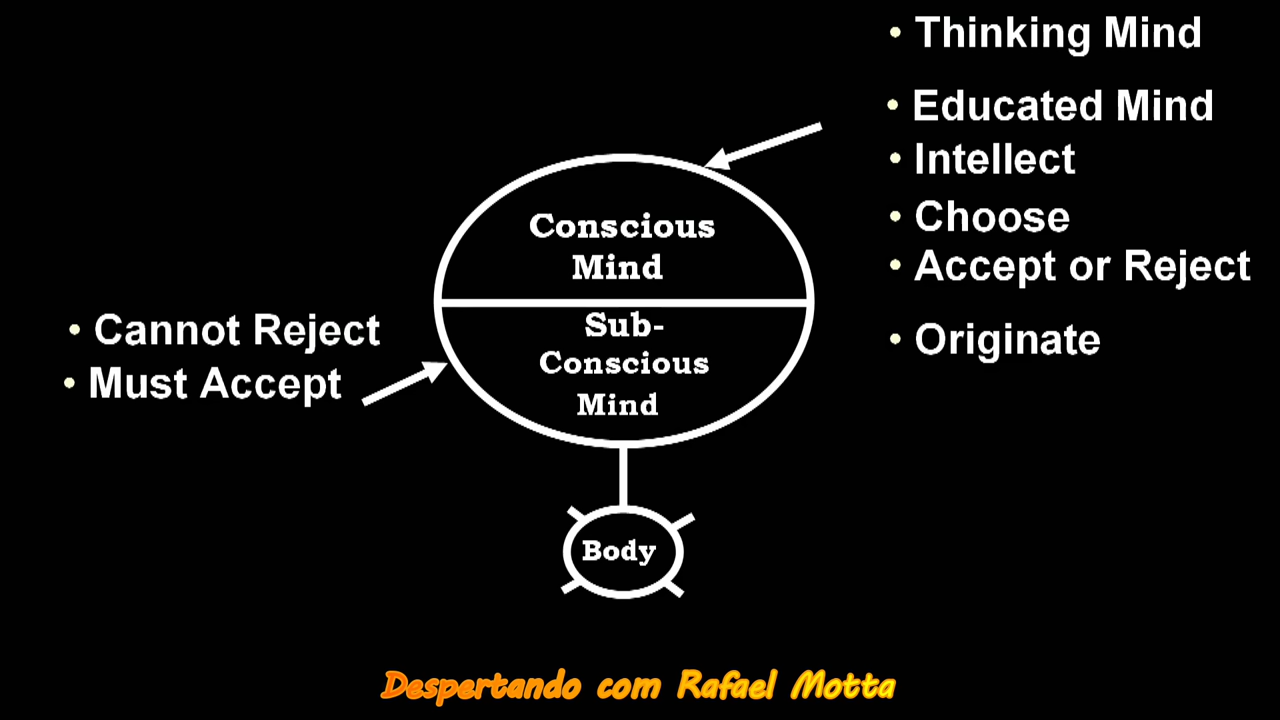 • Thinking Mind
• Educated Mind
• Intellect
• Choose
• Accept or Reject
• Originate
Conscious
Mind
Sub-
Conscious
Mind
• Cannot Reject
• Must Accept
Body
Despertando com Rafael Motta